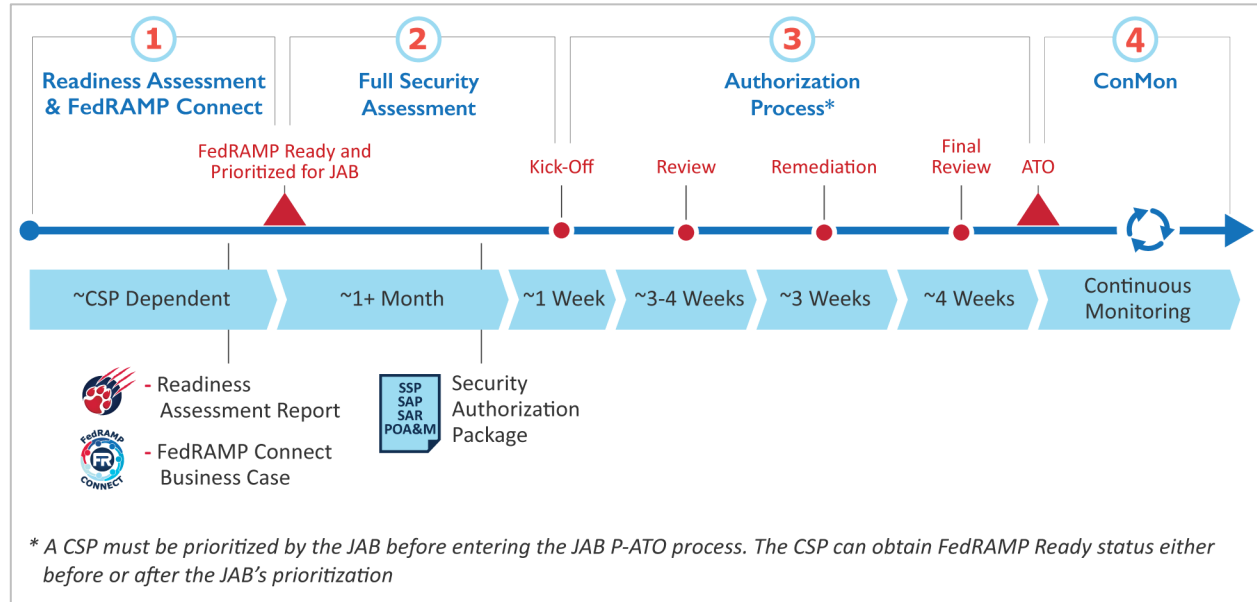 1
2
3
4
Readiness Assessment
& FedRAMP Connect
Full Security
Assessment
Authorization
Process*
ConMon
FedRAMP Ready and
Prioritized for JAB
Kick-Off
Review
Remediation
Final
Review
ATO
~CSP Dependent
~1+ Month
~1 Week
~3-4 Weeks
~3 Weeks
~4 Weeks
Continuous
Monitoring
- Readiness
Assessment Report
FedRAMP
FR
CONNECT
- FedRAMP Connect
Business Case
SSP
SAP
SAR
POA&M
Security
Authorization
Package
* A CSP must be prioritized by the JAB before entering the JAB P-ATO process. The CSP can obtain FedRAMP Ready status either
before or after the JAB's prioritization